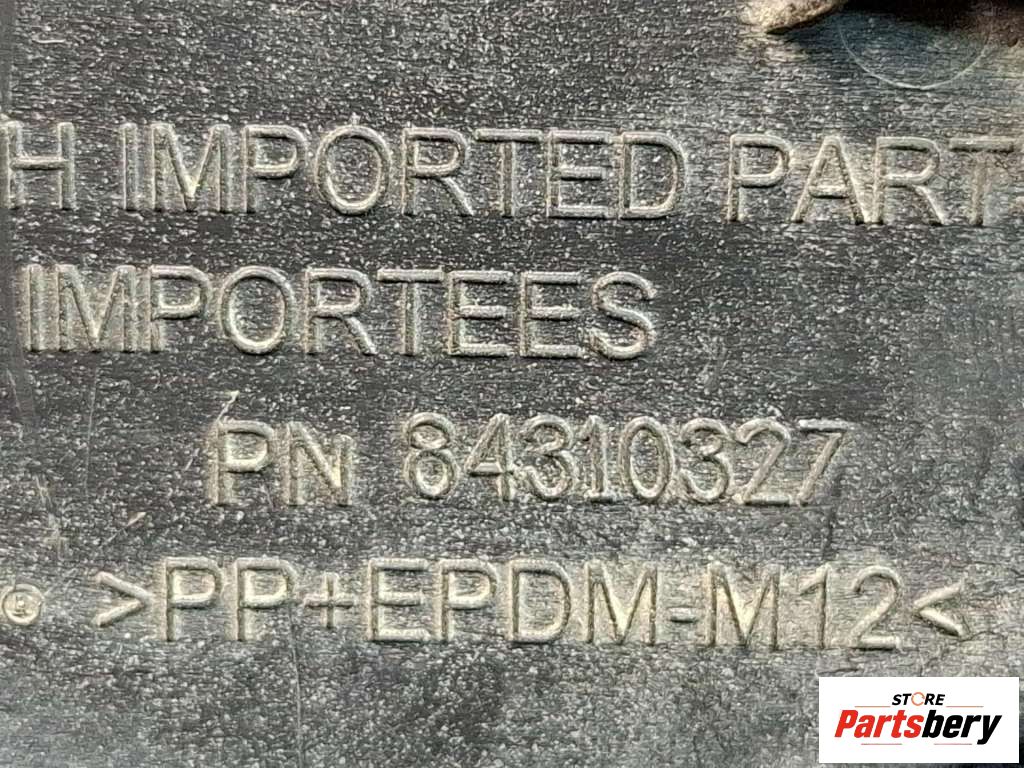 H IMPORTED PART
IMPORTEES
PN 84310327
>PP+EPDM-M12<
STORE
Partsbery